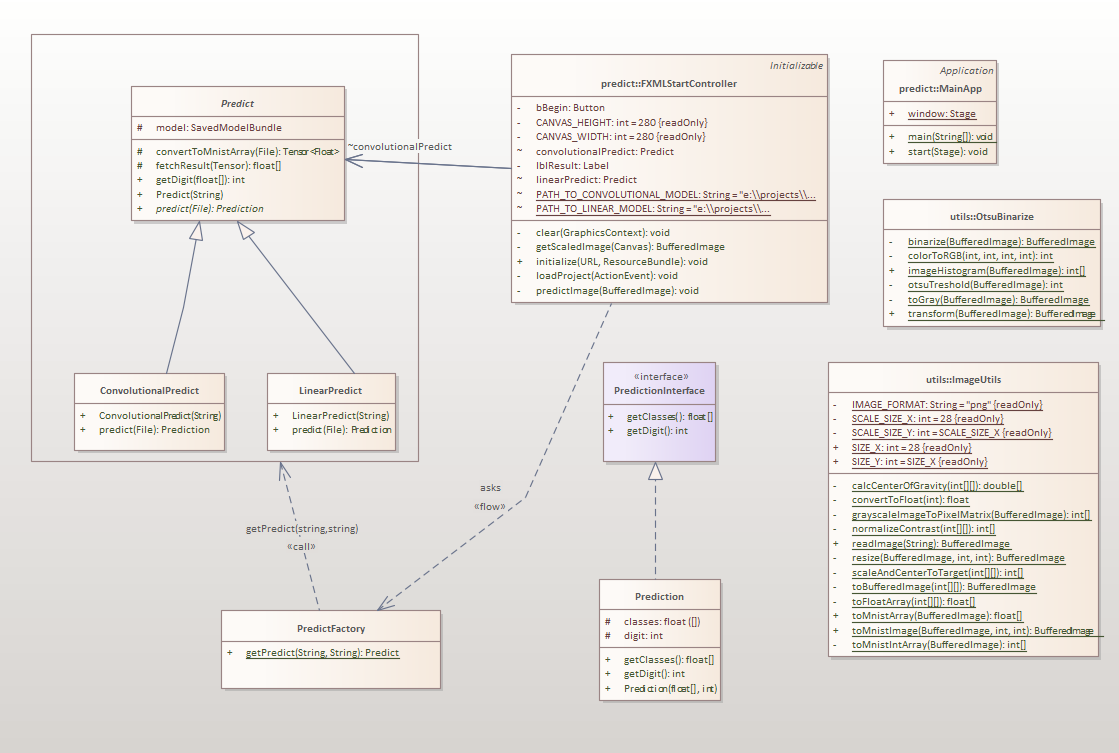 Predict
# model: SavedModelBundle
# convertToMnistArray(File): Tensor<Float>
# fetchResult(Tensor): float[]
+ getDigit(float[]): int
+ Predict(String)
+ predict(File): Prediction
~convolutionalPredict
Initializable
predict::FXMLStartController
- bBegin: Button
- CANVAS_HEIGHT: int = 280 {readOnly}
- CANVAS_WIDTH: int = 280 {readOnly}
~ convolutionalPredict: Predict
- lblResult: Label
~ linearPredict: Predict
~ PATH_TO_CONVOLUTIONAL_MODEL: String = "e:\\projects\\...
~ PATH_TO_LINEAR_MODEL: String = "e:\\projects\\...
- clear(GraphicsContext): void
- getScaledImage(Canvas): BufferedImage
+ initialize(URL, ResourceBundle): void
- loadProject(ActionEvent): void
- predictImage(BufferedImage): void
Application
predict::MainApp
+ window: Stage
+ main(String[]): void
+ start(Stage): void
utils::OtsuBinarize
- binarize(BufferedImage): BufferedImage
- colorToRGB(int, int, int, int): int
+ imageHistogram(BufferedImage): int[]
- otsuTreshold(BufferedImage): int
- toGray(BufferedImage): BufferedImage
+ transform(BufferedImage): BufferedImage
ConvolutionalPredict
+ ConvolutionalPredict(String)
+ predict(File): Prediction
LinearPredict
+ LinearPredict(String)
+ predict(File): Prediction
«interface»
PredictionInterface
+ getClasses(): float[]
+ getDigit(): int
utils::ImageUtils
- IMAGE_FORMAT: String = "png" {readOnly}
- SCALE_SIZE_X: int = 28 {readOnly}
- SCALE_SIZE_Y: int = SCALE_SIZE_X {readOnly}
+ SIZE_X: int = 28 {readOnly}
+ SIZE_Y: int = SIZE_X {readOnly}
- calcCenterOfGravity(int[][]): double[]
- convertToFloat(int): float
- grayscaleImageToPixelMatrix(BufferedImage): int[]
- normalizeContrast(int[][]): int[]
+ readImage(String): BufferedImage
- resize(BufferedImage, int, int): BufferedImage
- scaleAndCenterToTarget(int[][]): int[]
- toBufferedImage(int[][]): BufferedImage
- toFloatArray(int[][]): float[]
+ toMnistArray(BufferedImage): float[]
+ toMnistImage(BufferedImage, int, int): BufferedImage
- toMnistIntArray(BufferedImage): int[]
asks
«flow»
getPredict(string,string)
«call»
PredictFactory
+ getPredict(String, String): Predict
Prediction
# classes: float ([])
# digit: int
+ getClasses(): float[]
+ getDigit(): int
+ Prediction(float[], int)